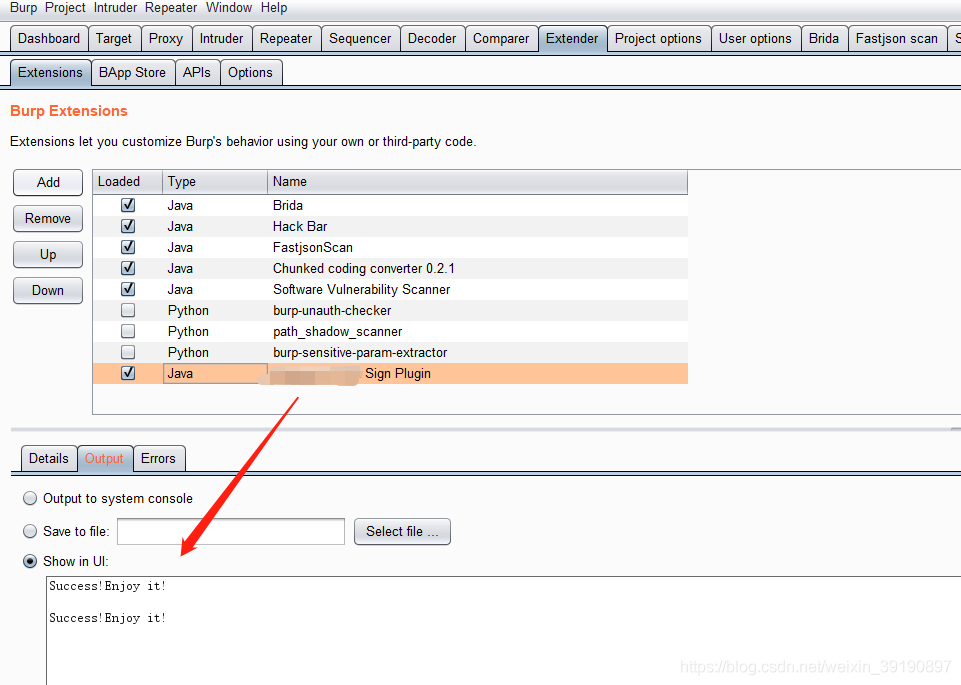 Burp Project Intruder Repeater Window Help
Dashboard Target Proxy Intruder Repeater Sequencer Decoder Comparer Extender Project options User options Brida Fastjson scan S
Extensions BApp Store APIs Options
Burp Extensions
Extensions let you customize Burp's behavior using your own or third-party code.
Add
Remove
Up
Down
Loaded Type Name
Java Brida
Java Hack Bar
Java FastjsonScan
Java Chunked coding converter 0.2.1
Java Software Vulnerability Scanner
Python burp-unauth-checker
Python path_shadow_scanner
Python burp-sensitive-param-extractor
Java Sign Plugin
Details Output Errors
Output to system console
Save to file: Select file ...
Show in UI:
Success!Enjoy it!
Success!Enjoy it!
https://blog.csdn.net/weixin_39190897